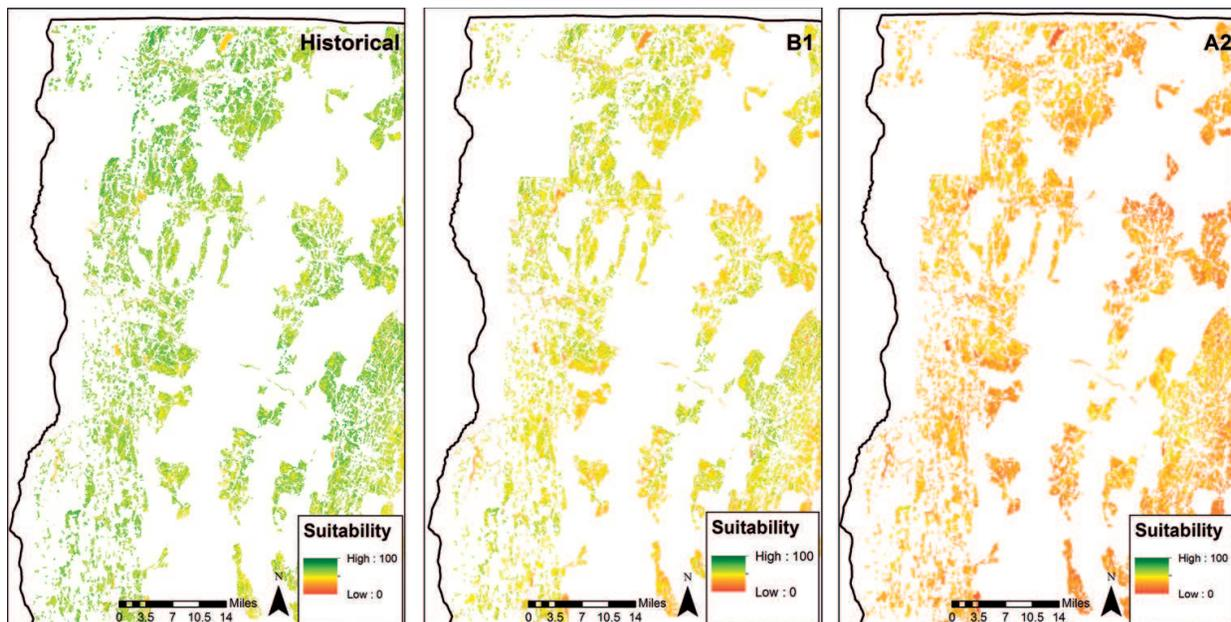 Historical
Suitability
High : 100
Low : 0
N
Miles
0 3.5 7 10.5 14
B1
Suitability
High : 100
Low : 0
N
Miles
0 3.5 7 10.5 14
A2
Suitability
High : 100
Low : 0
N
Miles
0 3.5 7 10.5 14